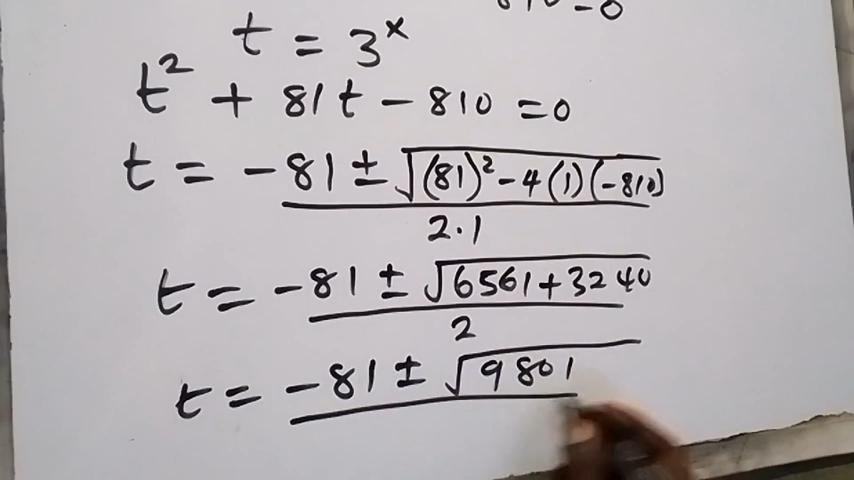 t = 3^x
t² + 81t - 810 = 0
t = -81 ± √(81)² - 4(1)(-810)
2·1
t = -81 ± √6561 + 3240
2
t = -81 ± √9801